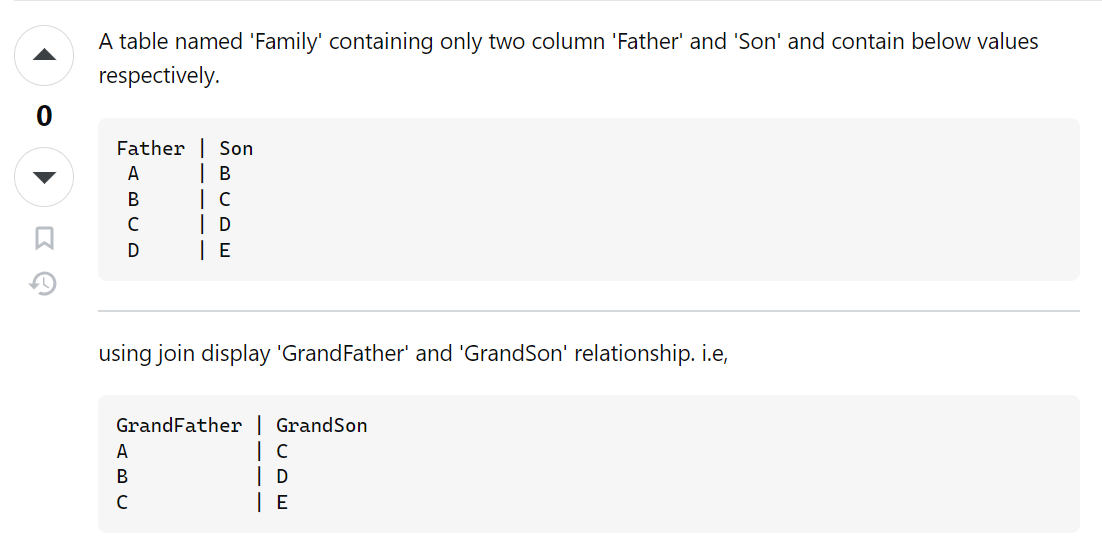 A table named 'Family' containing only two column 'Father' and 'Son' and contain below values
respectively.
0
Father | Son
A | B
B | C
C | D
D | E
using join display 'GrandFather' and 'GrandSon' relationship. i.e,
GrandFather | GrandSon
A | C
B | D
C | E